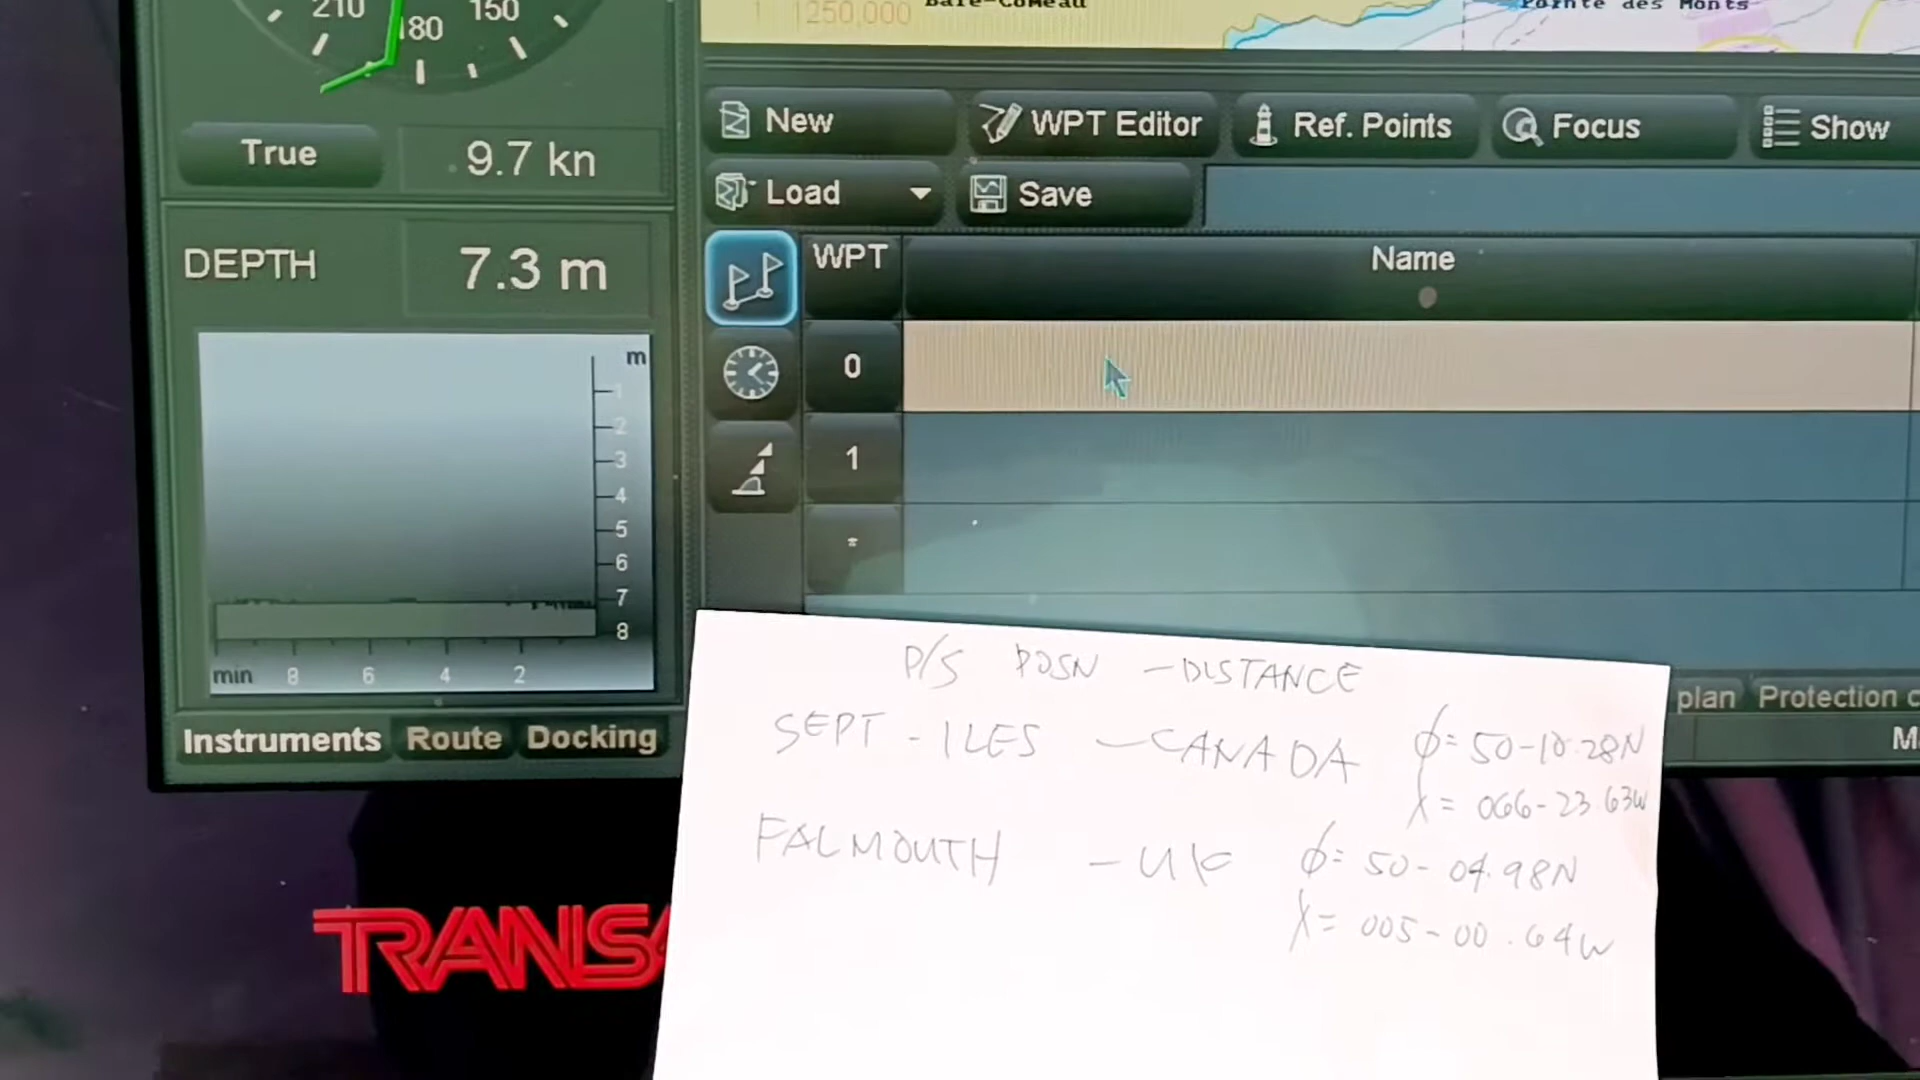 210
180
150
True
9.7 kn
DEPTH
7.3 m
m
1
2
3
4
5
6
7
8
min 8 6 4 2
Instruments Route Docking
1 1250,000
Baie-Comeau
Pointe des Monts
New WPT Editor Ref. Points Focus Show
Load Save
WPT Name
0
1
*
plan Protection
P/S POSN - DISTANCE
SEPT - ILES - CANADA φ= 50-10.28N
λ= 066-23.63W
FALMOUTH - UK φ= 50-04.98N
λ= 005-00.64W
TRANS